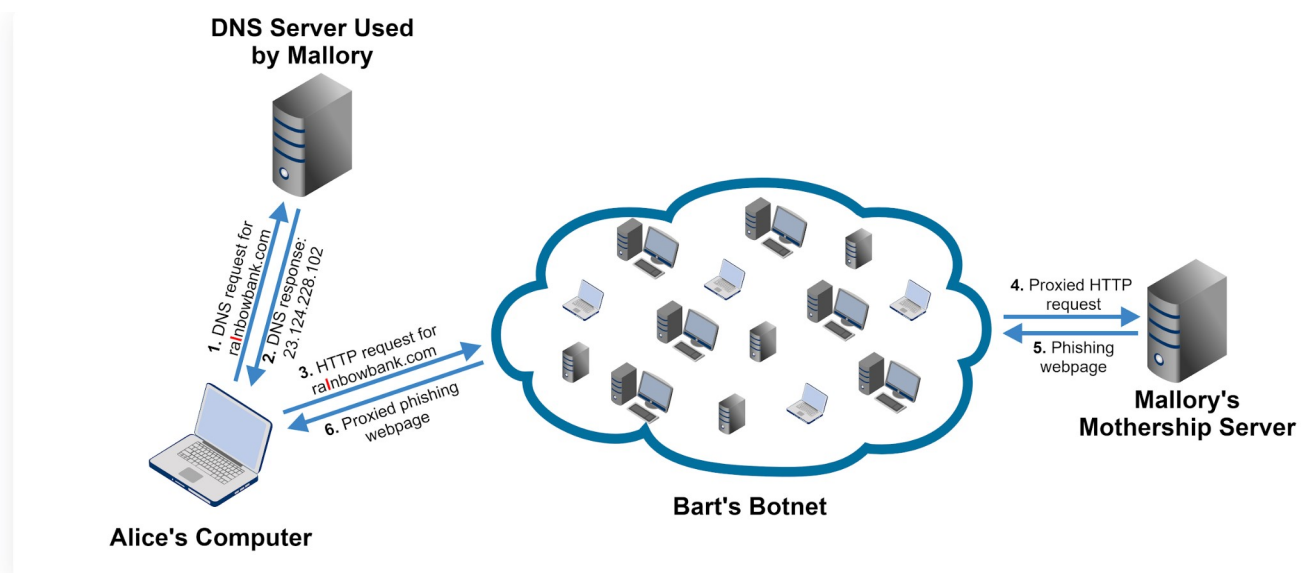 DNS Server Used
by Mallory
1. DNS request for
raInbowbank.com
2. DNS response:
23.124.228.102
3. HTTP request for
raInbowbank.com
6. Proxied phishing
webpage
4. Proxied HTTP
request
5. Phishing
webpage
Mallory's
Mothership Server
Bart's Botnet
Alice's Computer